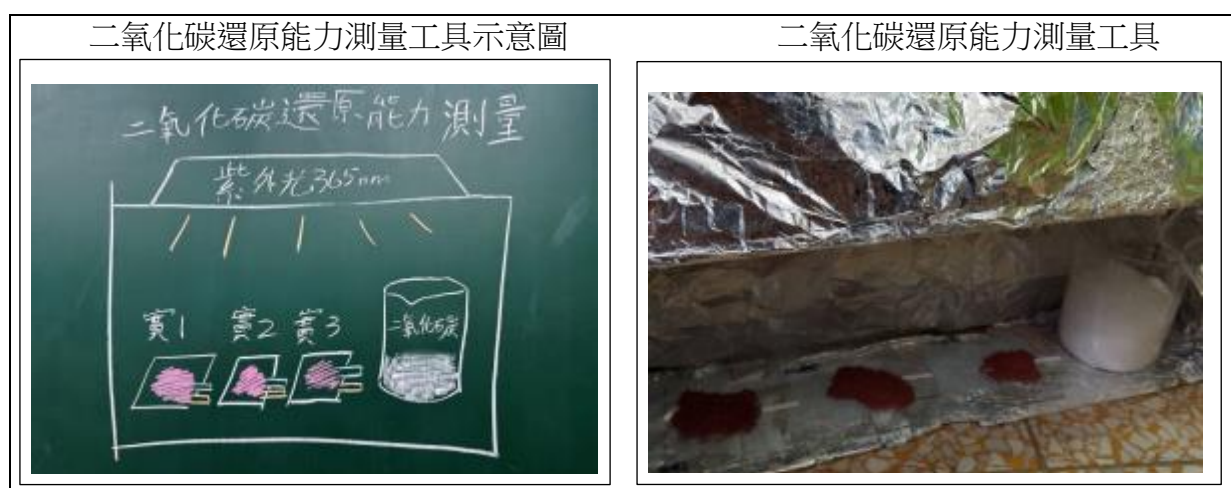 二氧化碳還原能力測量工具示意圖
二氧化碳還原能力測量工具
二氧化碳還原能力測量
紫外光365nm
實1 實2 實3
二氧化碳